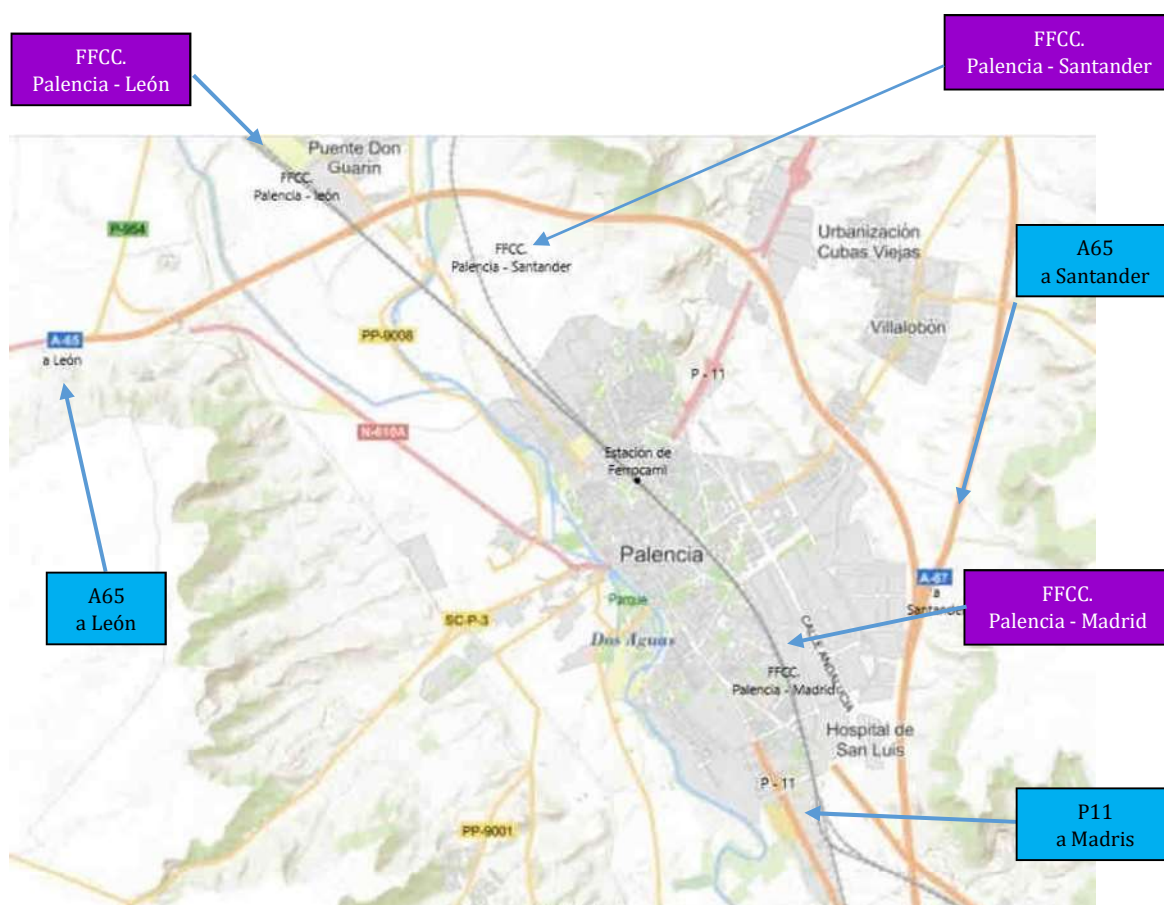 FFCC.
Palencia - León
FFCC.
Palencia - Santander
Puente Don
Guarin
FFCC.
Palencia - león
P-954
FFCC.
Palencia - Santander
Urbanización
Cubas Viejas
A65
a Santander
A-65
a León
PP-9008
Villalobón
P - 11
N-610A
Estación de
Ferrocarril
Palencia
A65
a León
A-67
a
Santander
Parque
SC-P-3
Dos Aguas
FFCC.
Palencia - Madrid
CALLE ANDALUCIA
FFCC.
Palencia - Madrid
Hospital de
San Luis
P - 11
PP-9001
P11
a Madris